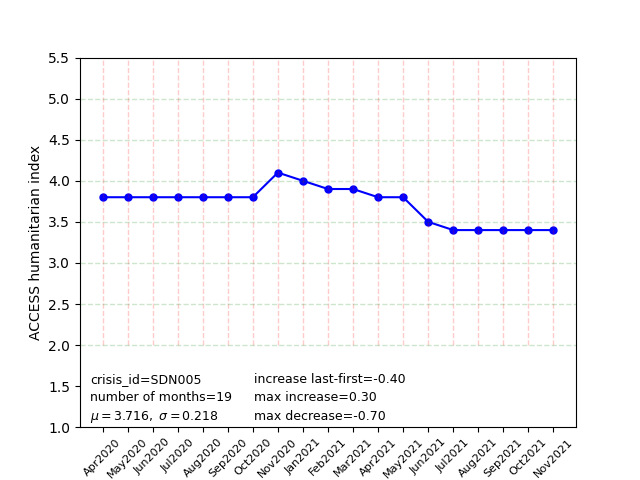 5.5
5.0
4.5
4.0
3.5
3.0
2.5
2.0
1.5
1.0
ACCESS humanitarian index
crisis_id=SDN005
number of months=19
μ=3.716, σ=0.218
increase last-first=-0.40
max increase=0.30
max decrease=-0.70
Apr2020
May2020
Jun2020
Jul2020
Aug2020
Sep2020
Oct2020
Nov2020
Jan2021
Feb2021
Mar2021
Apr2021
May2021
Jun2021
Jul2021
Aug2021
Sep2021
Oct2021
Nov2021